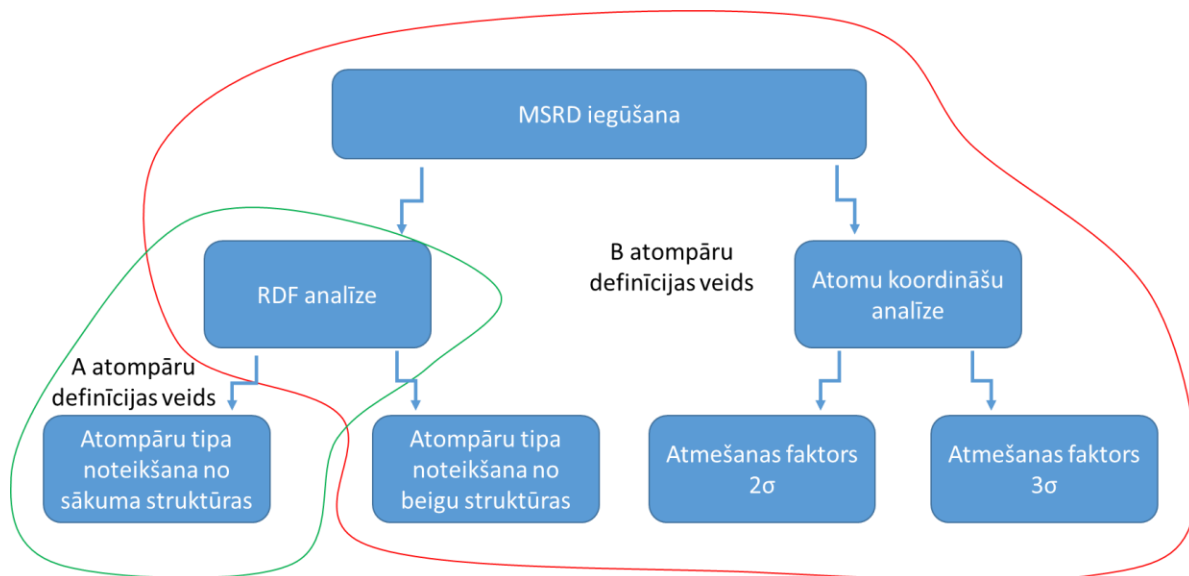 MSRD iegūšana
RDF analīze
B atompāru
definīcijas veids
Atomu koordināšu
analīze
A atompāru
definīcijas veids
Atompāru tipa
noteikšana no
sākuma struktūras
Atompāru tipa
noteikšana no
beigu struktūras
Atmešanas faktors
2σ
Atmešanas faktors
3σ